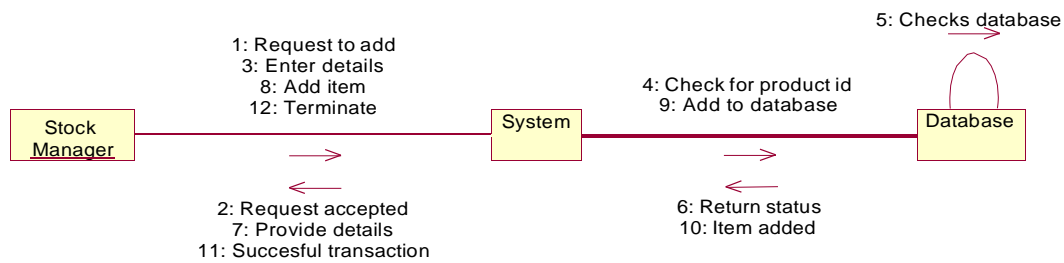 5: Checks database
1: Request to add
3: Enter details
8: Add item
12: Terminate
4: Check for product id
9: Add to database
Stock
Manager
System
Database
2: Request accepted
7: Provide details
11: Succesful transaction
6: Return status
10: Item added